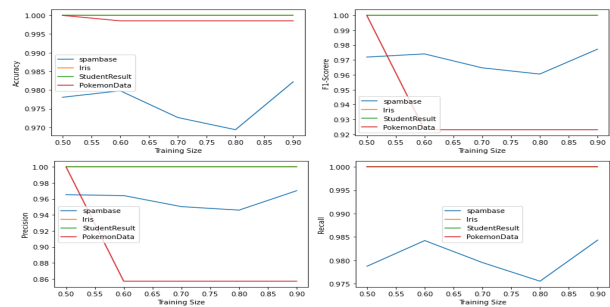 1.000
0.995
0.990
0.985
0.980
0.975
0.970
Accuracy
spambase
Iris
StudentResult
PokemonData
0.50 0.55 0.60 0.65 0.70 0.75 0.80 0.85 0.90
Training Size
1.00
0.99
0.98
0.97
0.96
0.95
0.94
0.93
0.92
F1-Scorere
spambase
Iris
StudentResult
PokemonData
0.50 0.55 0.60 0.65 0.70 0.75 0.80 0.85 0.90
Training Size
1.00
0.98
0.96
0.94
0.92
0.90
0.88
0.86
Precision
spambase
Iris
StudentResult
PokemonData
0.50 0.55 0.60 0.65 0.70 0.75 0.80 0.85 0.90
Training Size
1.000
0.995
0.990
0.985
0.980
0.975
Recall
spambase
Iris
StudentResult
PokemonData
0.50 0.55 0.60 0.65 0.70 0.75 0.80 0.85 0.90
Training Size